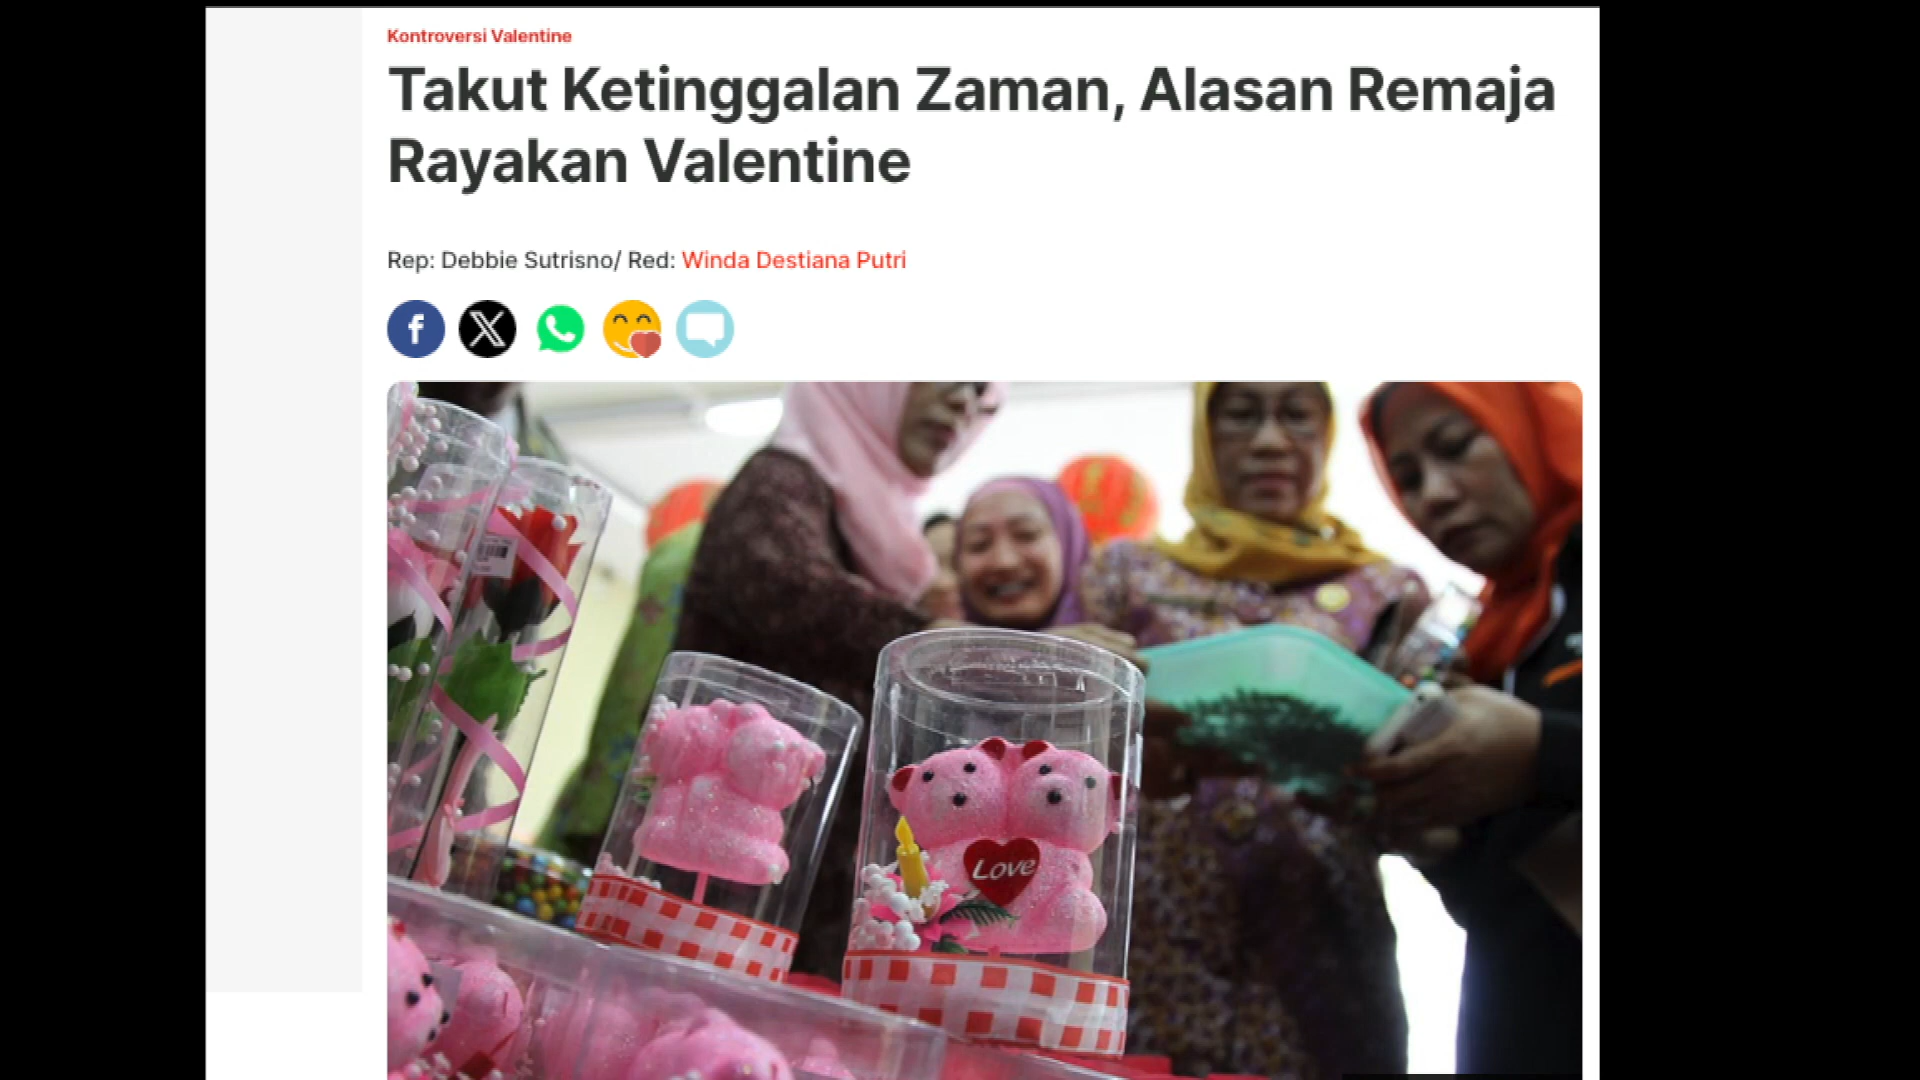 Kontroversi Valentine
Takut Ketinggalan Zaman, Alasan Remaja
Rayakan Valentine
Rep: Debbie Sutrisno/ Red: Winda Destiana Putri
Love